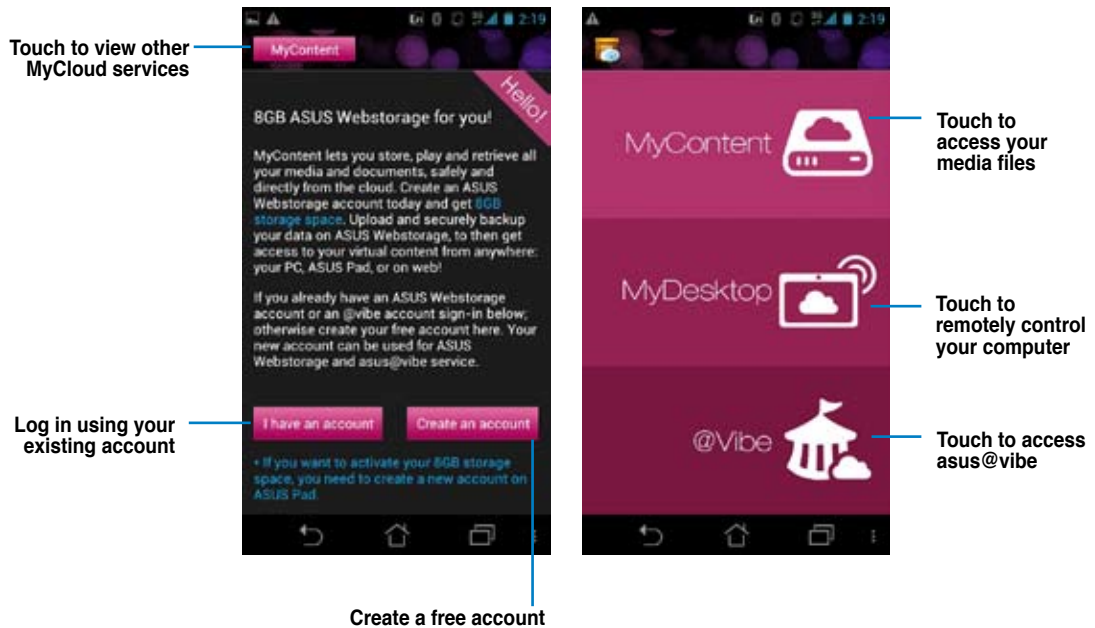 2:19
2:19
Touch to view other
MyCloud services
MyContent
Hello!
8GB ASUS Webstorage for you!
MyContent lets you store, play and retrieve all
your media and documents, safely and
directly from the cloud. Create an ASUS
Webstorage account today and get 8GB
storage space. Upload and securely backup
your data on ASUS Webstorage, to then get
access to your virtual content from anywhere:
your PC, ASUS Pad, or on web!
If you already have an ASUS Webstorage
account or an @vibe account sign-in below;
otherwise create your free account here. Your
new account can be used for ASUS
Webstorage and asus@vibe service.
Log in using your
existing account
I have an account
Create an account
• If you want to activate your 8GB storage
space, you need to create a new account on
ASUS Pad.
Create a free account
MyContent
Touch to
access your
media files
MyDesktop
Touch to
remotely control
your computer
@Vibe
Touch to access
asus@vibe